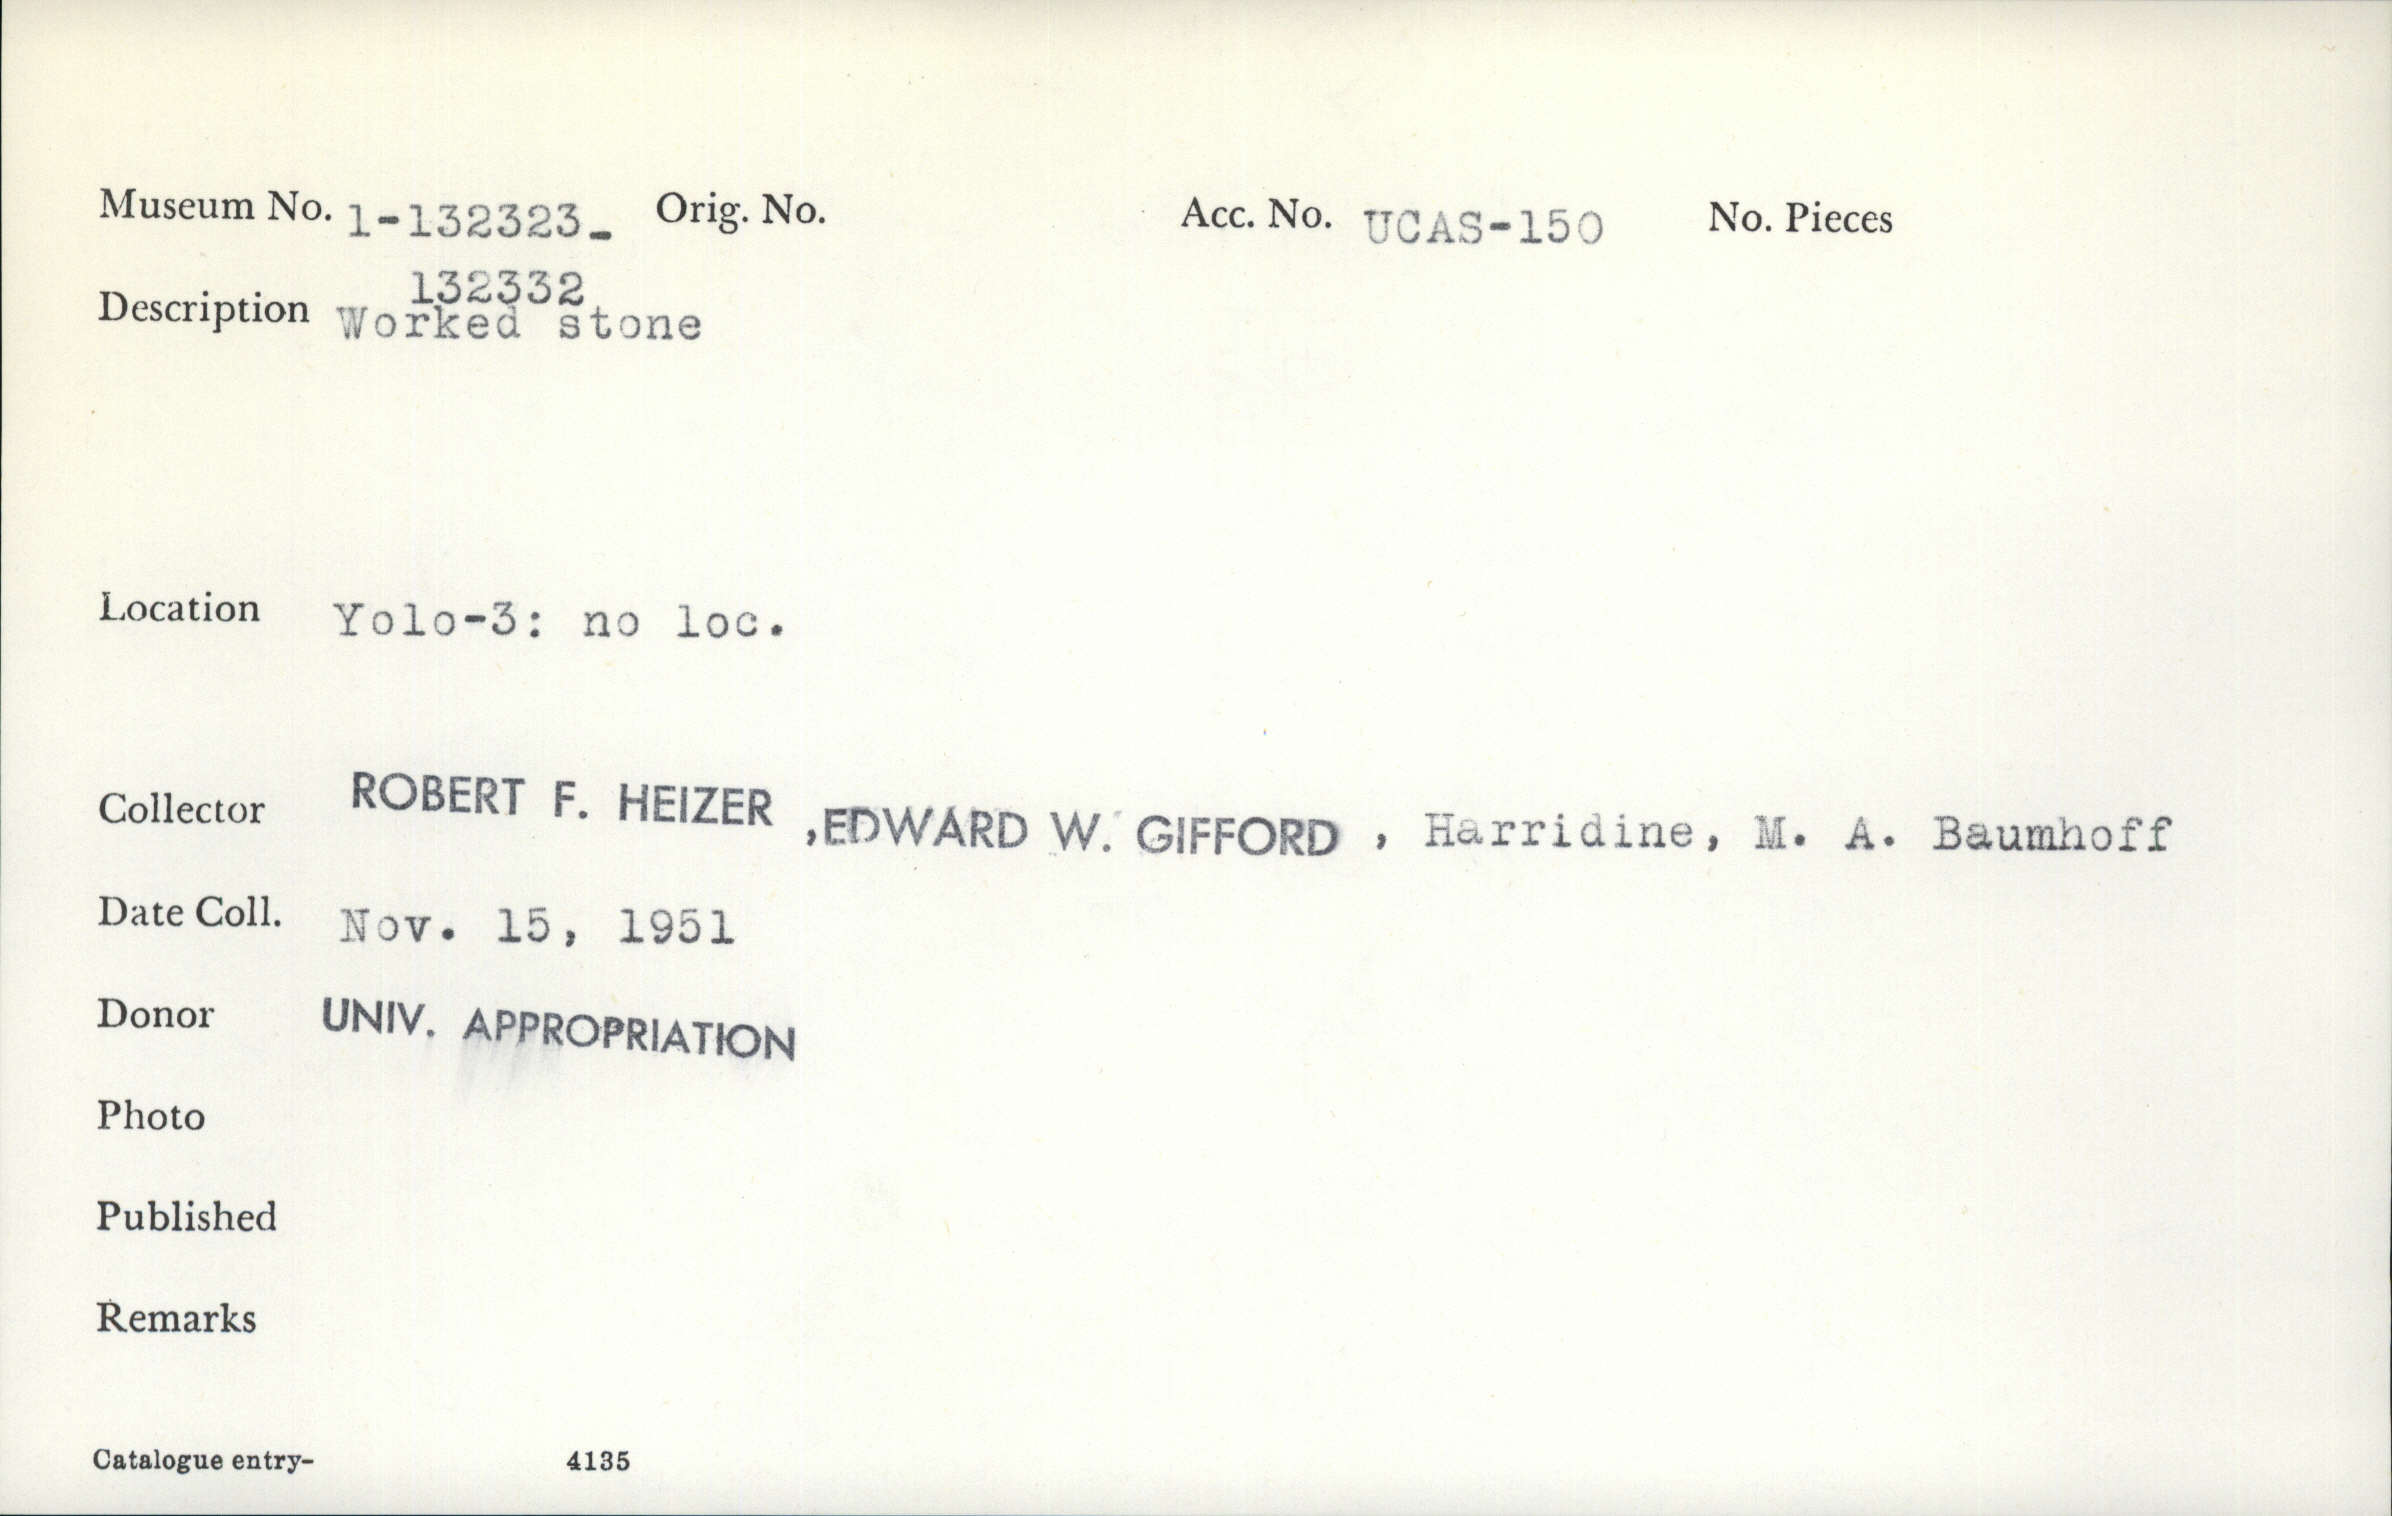 Museum No. 1-132323- Orig. No. Acc. No. UCAS-150 No. Pieces
132332
Description Worked stone
Location Yolo-3: no loc.
Collector ROBERT F. HEIZER ,EDWARD W. GIFFORD , Harridine, M. A. Baumhoff
Date Coll. Nov. 15, 1951
Donor UNIV. APPROPRIATION
Photo
Published
Remarks
Catalogue entry- 4135